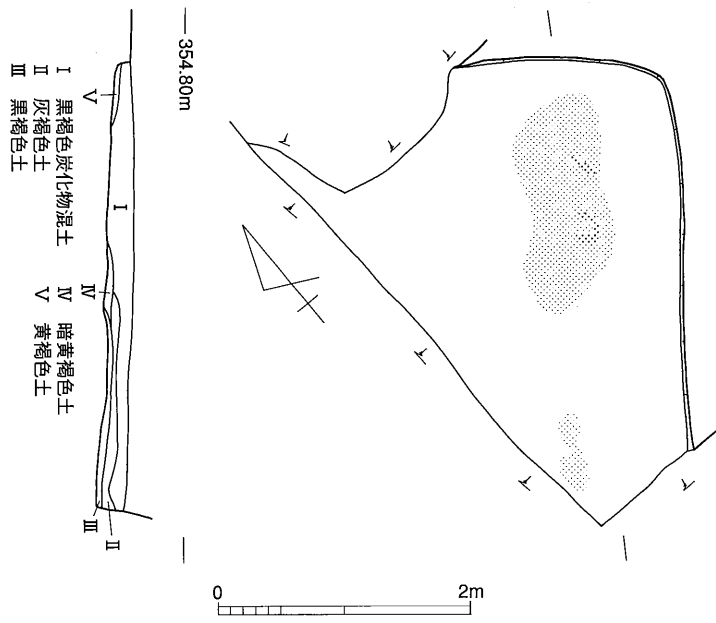 354.80m
Ⅰ 黒褐色炭化物混土
Ⅱ 灰褐色土
Ⅲ 黒褐色土
Ⅳ 暗黄褐色土
Ⅴ 黄褐色土
Ⅴ
Ⅰ
Ⅳ
Ⅲ
Ⅱ
0
2m